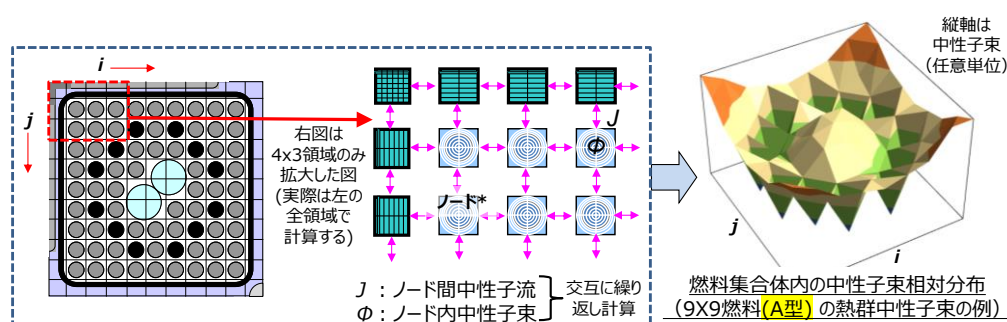 i
j
右図は
4x3領域のみ
拡大した図
(実際は左の
全領域で
計算する)
J
Φ
ノード*
J:ノード間中性子流
Φ:ノード内中性子束
交互に繰り
返し計算
縦軸は
中性子束
(任意単位)
j
i
燃料集合体内の中性子束相対分布
(9X9燃料(A型) の熱群中性子束の例)